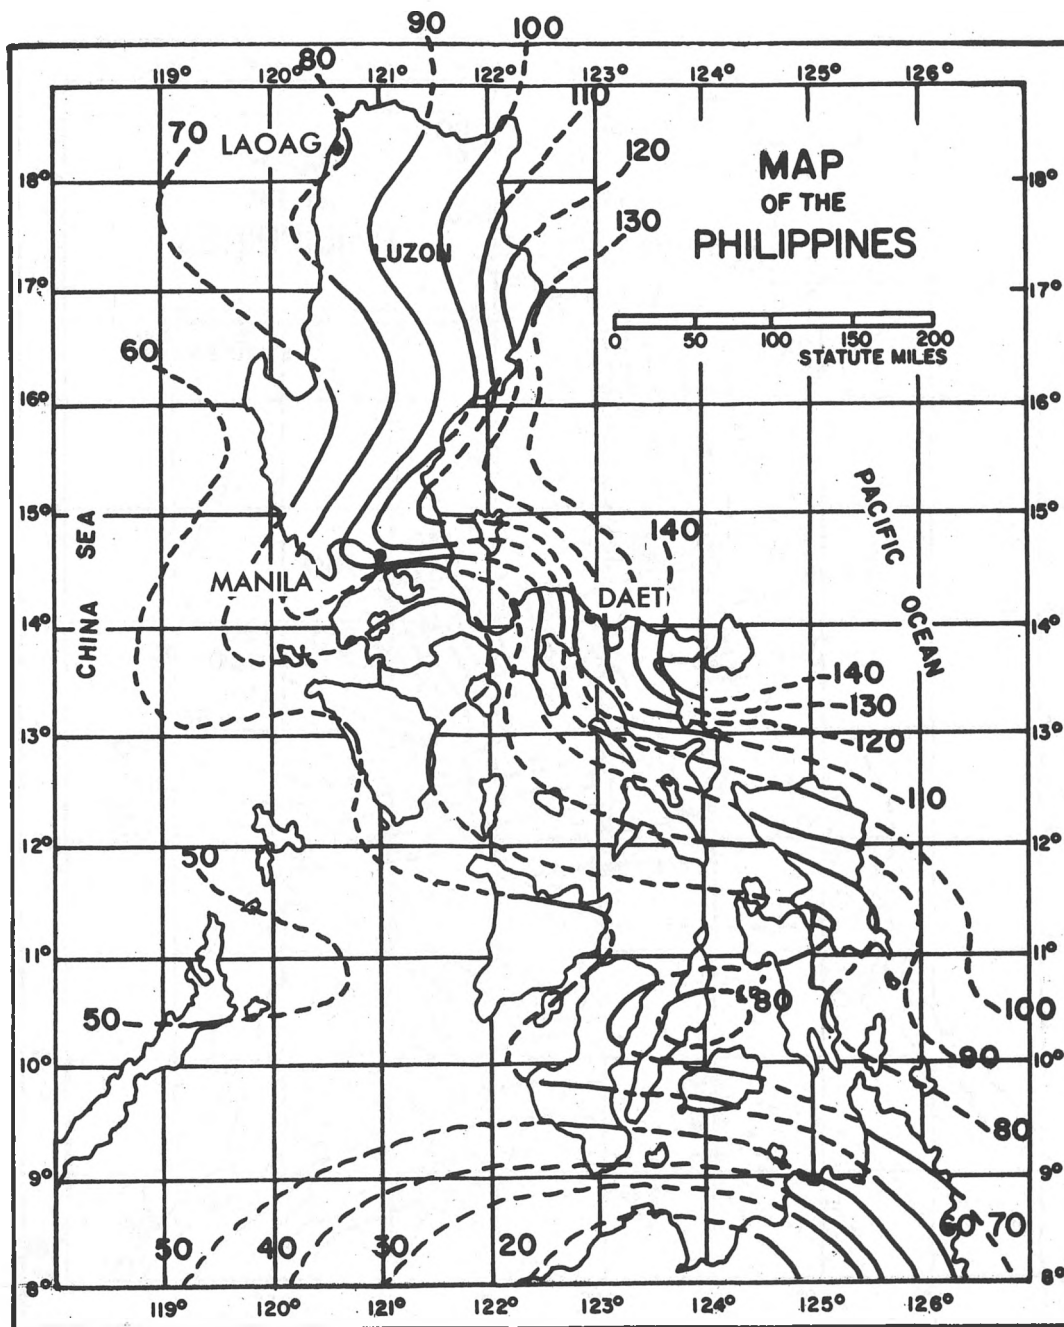 90
100
80
119° 120° 121° 122° 123° 124° 125° 126°
110
70
LAOAG
120
MAP
OF THE
PHILIPPINES
18° 18°
130
LUZON
17° 17°
0 50 100 150 200
STATUTE MILES
60
16° 16°
PACIFIC OCEAN
15° 15°
CHINA SEA
140
MANILA
DAET
14° 14°
140
130
120
13° 13°
110
50
12° 12°
11° 11°
80
100
50
10° 10°
90
80
9° 9°
60 70
50 40 30 20
8° 8°
119° 120° 121° 122° 123° 124° 125° 126°